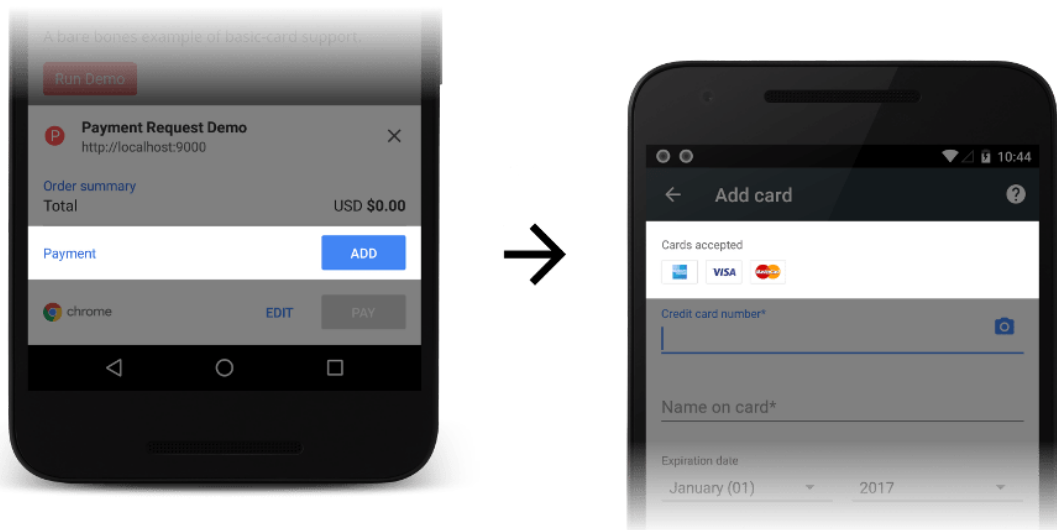 A bare bones example of basic-card support.
Run Demo
P
Payment Request Demo
http://localhost:9000
Order summary
Total USD $0.00
Payment ADD
chrome EDIT PAY
10:44
Add card
?
Cards accepted
VISA MasterCard
Credit card number*
Name on card*
Expiration date
January (01) 2017